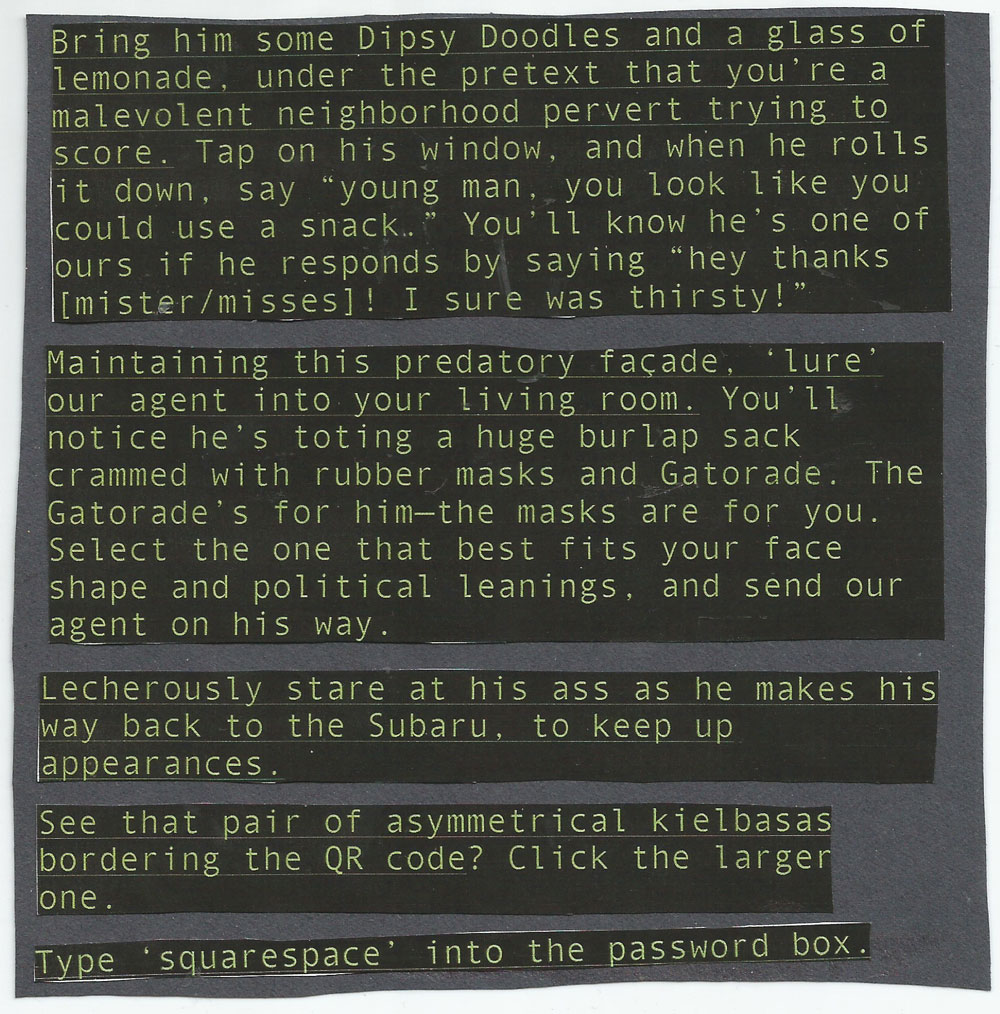 Bring him some Dipsy Doodles and a glass of
lemonade, under the pretext that you’re a
malevolent neighborhood pervert trying to
score. Tap on his window, and when he rolls
it down, say “young man, you look like you
could use a snack…” You’ll know he’s one of
ours if he responds by saying “hey thanks
[mister/misses]! I sure was thirsty!”
Maintaining this predatory façade, ‘lure’
our agent into your living room. You’ll
notice he’s toting a huge burlap sack
crammed with rubber masks and Gatorade. The
Gatorade’s for him—the masks are for you.
Select the one that best fits your face
shape and political leanings, and send our
agent on his way.
Lecherously stare at his ass as he makes his
way back to the Subaru, to keep up
appearances.
See that pair of asymmetrical kielbasas
bordering the QR code? Click the larger
one.
Type ‘squarespace’ into the password box.